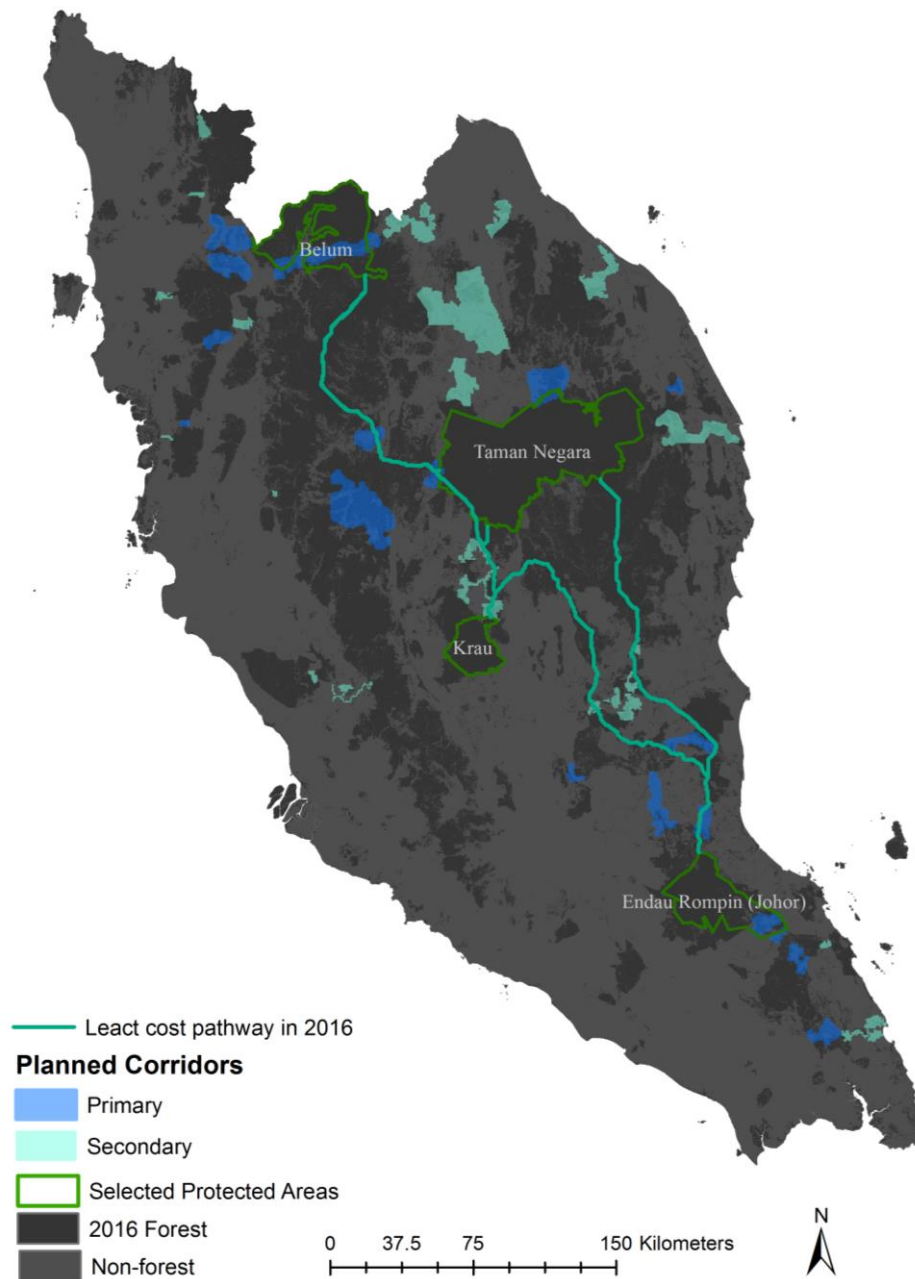 Belum
Taman Negara
Krau
Endau Rompin (Johor)
Leact cost pathway in 2016
Planned Corridors
Primary
Secondary
Selected Protected Areas
2016 Forest
Non-forest
0 37.5 75 150 Kilometers
N